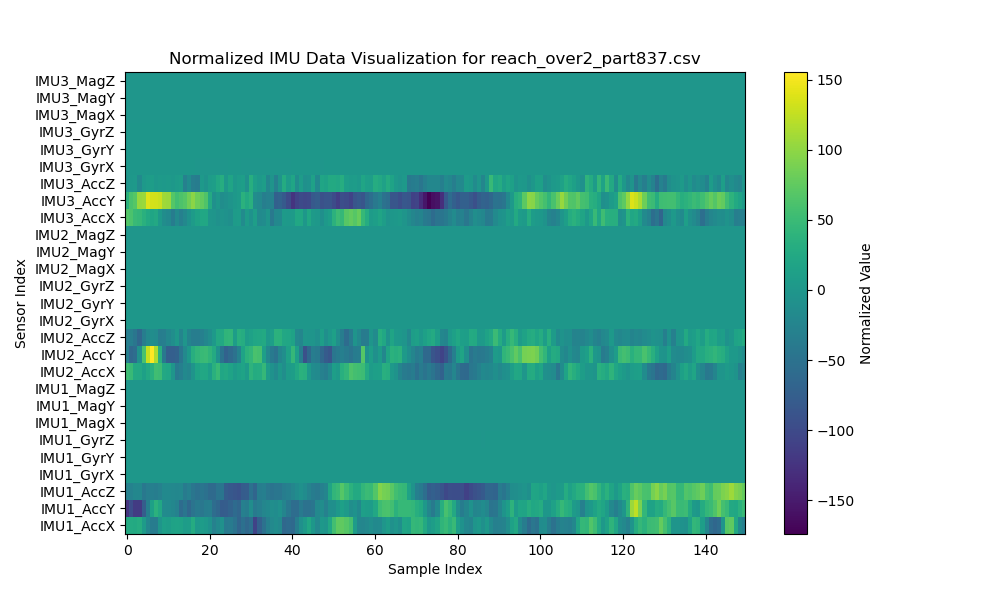 Normalized IMU Data Visualization for reach_over2_part837.csv
IMU3_MagZ
IMU3_MagY
IMU3_MagX
IMU3_GyrZ
IMU3_GyrY
IMU3_GyrX
IMU3_AccZ
IMU3_AccY
IMU3_AccX
IMU2_MagZ
IMU2_MagY
IMU2_MagX
IMU2_GyrZ
IMU2_GyrY
IMU2_GyrX
IMU2_AccZ
IMU2_AccY
IMU2_AccX
IMU1_MagZ
IMU1_MagY
IMU1_MagX
IMU1_GyrZ
IMU1_GyrY
IMU1_GyrX
IMU1_AccZ
IMU1_AccY
IMU1_AccX
Sensor Index
0 20 40 60 80 100 120 140
Sample Index
150
100
50
0
−50
−100
−150
Normalized Value